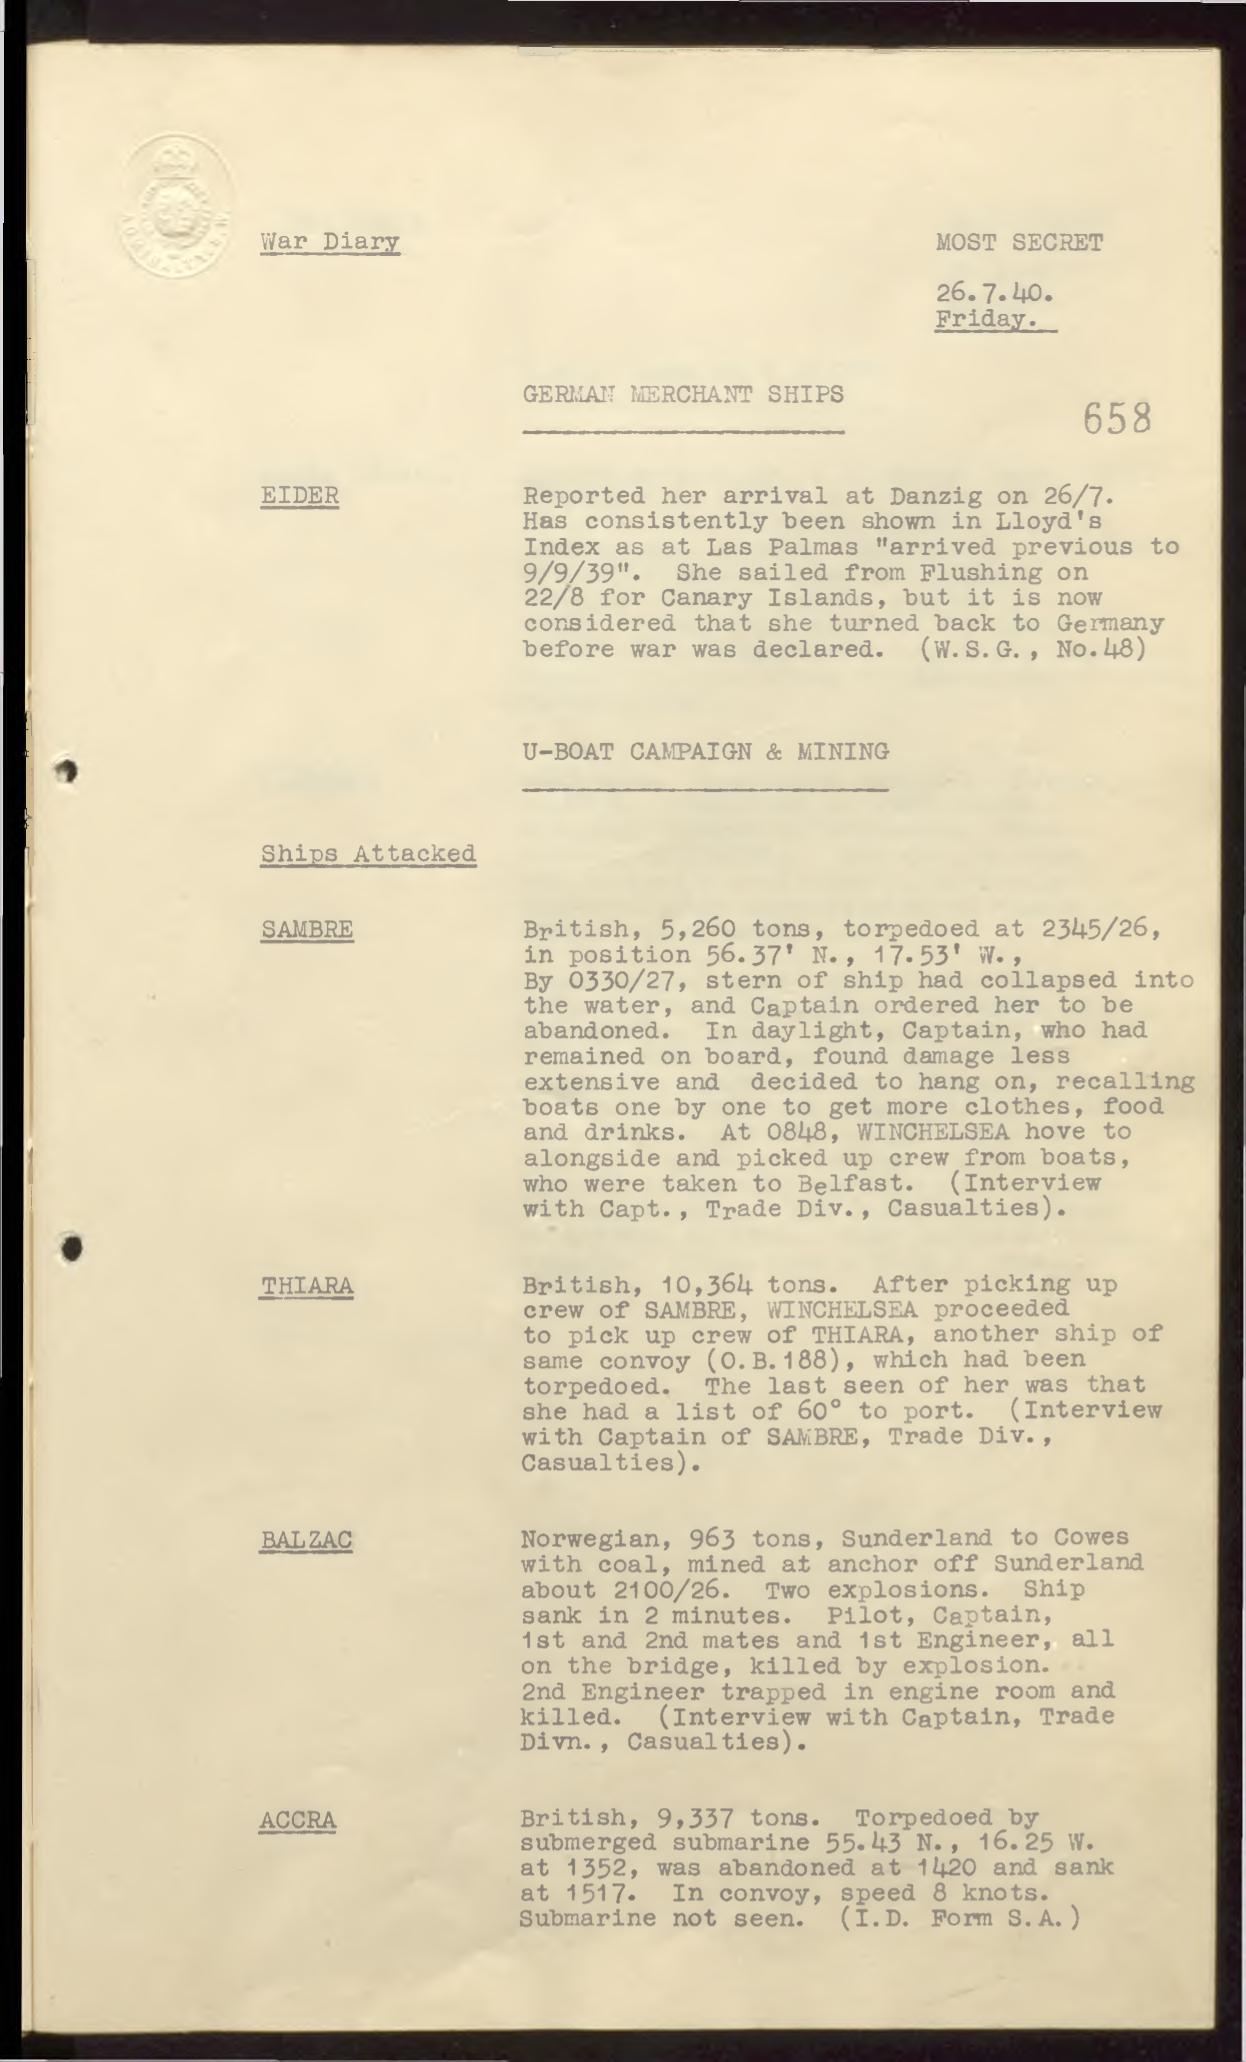 War Diary
MOST SECRET
26.7.40.
Friday.
GERMAN MERCHANT SHIPS
658
EIDER
Reported her arrival at Danzig on 26/7.
Has consistently been shown in Lloyd's
Index as at Las Palmas "arrived previous to
9/9/39". She sailed from Flushing on
22/8 for Canary Islands, but it is now
considered that she turned back to Germany
before war was declared. (W.S.G., No.48)
U-BOAT CAMPAIGN & MINING
Ships Attacked
SAMBRE
British, 5,260 tons, torpedoed at 2345/26,
in position 56.37' N., 17.53' W.,
By 0330/27, stern of ship had collapsed into
the water, and Captain ordered her to be
abandoned. In daylight, Captain, who had
remained on board, found damage less
extensive and decided to hang on, recalling
boats one by one to get more clothes, food
and drinks. At 0848, WINCHELSEA hove to
alongside and picked up crew from boats,
who were taken to Belfast. (Interview
with Capt., Trade Div., Casualties).
THIARA
British, 10,364 tons. After picking up
crew of SAMBRE, WINCHELSEA proceeded
to pick up crew of THIARA, another ship of
same convoy (O.B.188), which had been
torpedoed. The last seen of her was that
she had a list of 60° to port. (Interview
with Captain of SAMBRE, Trade Div.,
Casualties).
BALZAC
Norwegian, 963 tons, Sunderland to Cowes
with coal, mined at anchor off Sunderland
about 2100/26. Two explosions. Ship
sank in 2 minutes. Pilot, Captain,
1st and 2nd mates and 1st Engineer, all
on the bridge, killed by explosion.
2nd Engineer trapped in engine room and
killed. (Interview with Captain, Trade
Divn., Casualties).
ACCRA
British, 9,337 tons. Torpedoed by
submerged submarine 55.43 N., 16.25 W.
at 1352, was abandoned at 1420 and sank
at 1517. In convoy, speed 8 knots.
Submarine not seen. (I.D. Form S.A.)